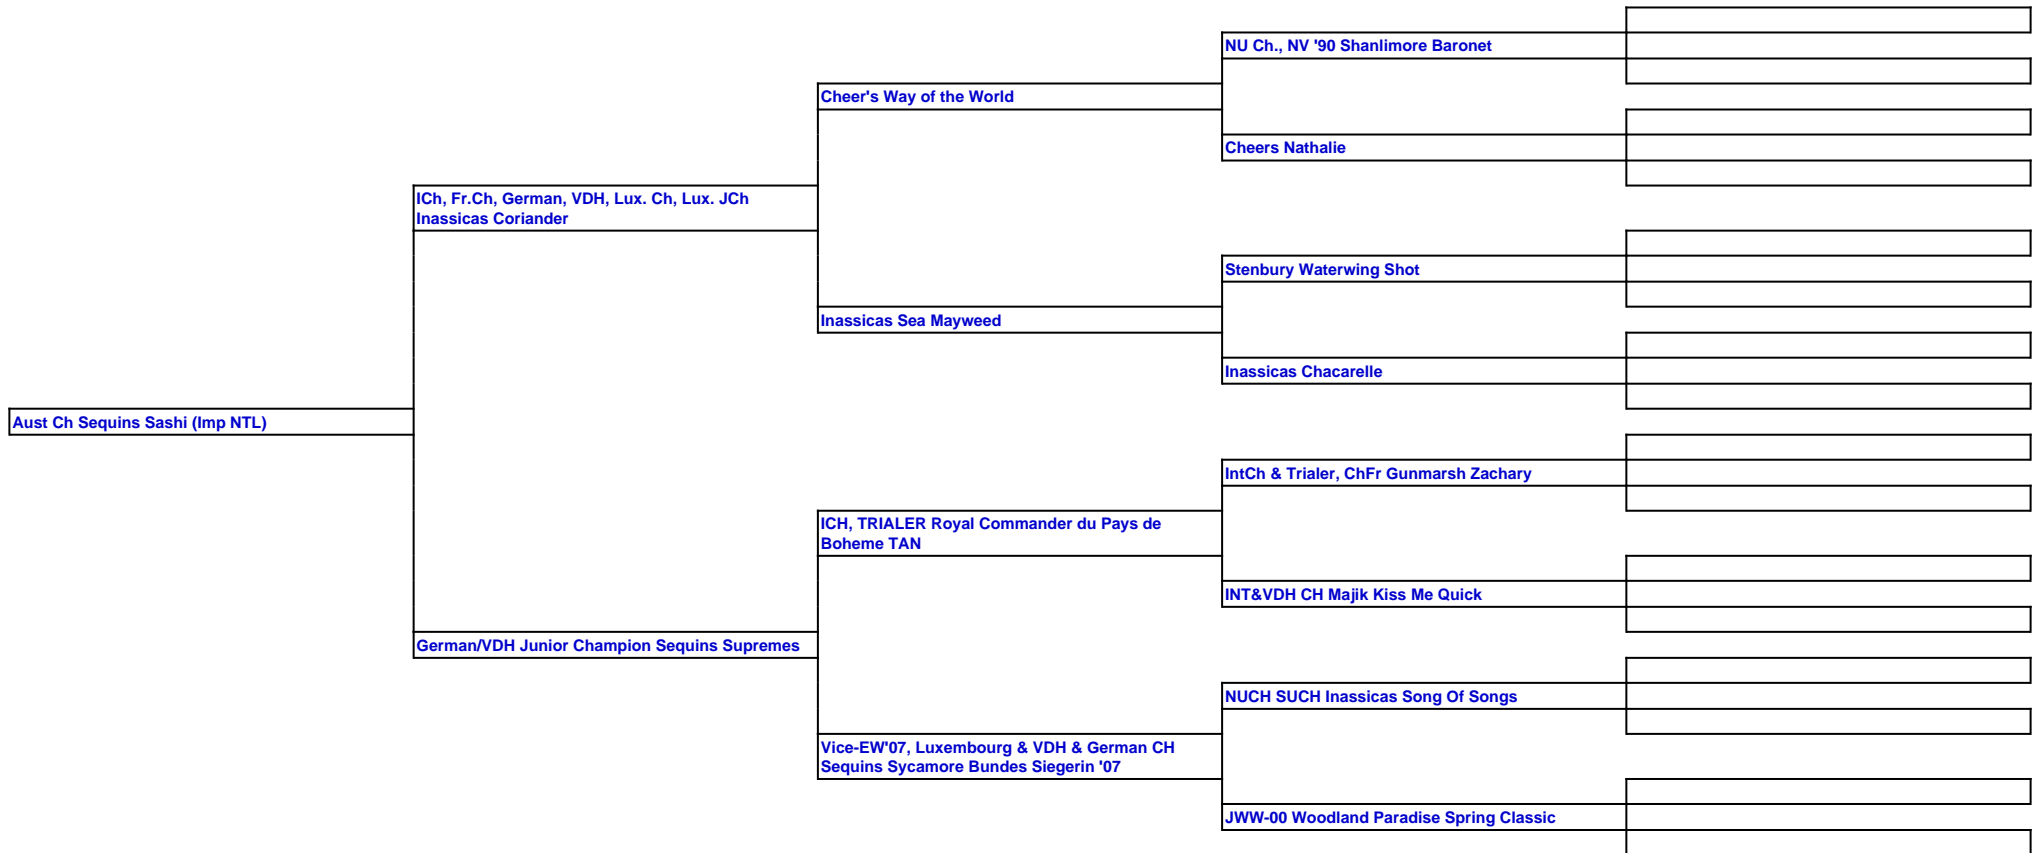 NU Ch., NV '90 Shanlimore Baronet
Cheer's Way of the World
Cheers Nathalie
ICh, Fr.Ch, German, VDH, Lux. Ch, Lux. JCh
Inassicas Coriander
Stenbury Waterwing Shot
Inassicas Sea Mayweed
Inassicas Chacarelle
Aust Ch Sequins Sashi (Imp NTL)
IntCh & Trialer, ChFr Gunmarsh Zachary
ICH, TRIALER Royal Commander du Pays de
Boheme TAN
INT&VDH CH Majik Kiss Me Quick
German/VDH Junior Champion Sequins Supremes
NUCH SUCH Inassicas Song Of Songs
Vice-EW'07, Luxembourg & VDH & German CH
Sequins Sycamore Bundes Siegerin '07
JWW-00 Woodland Paradise Spring Classic